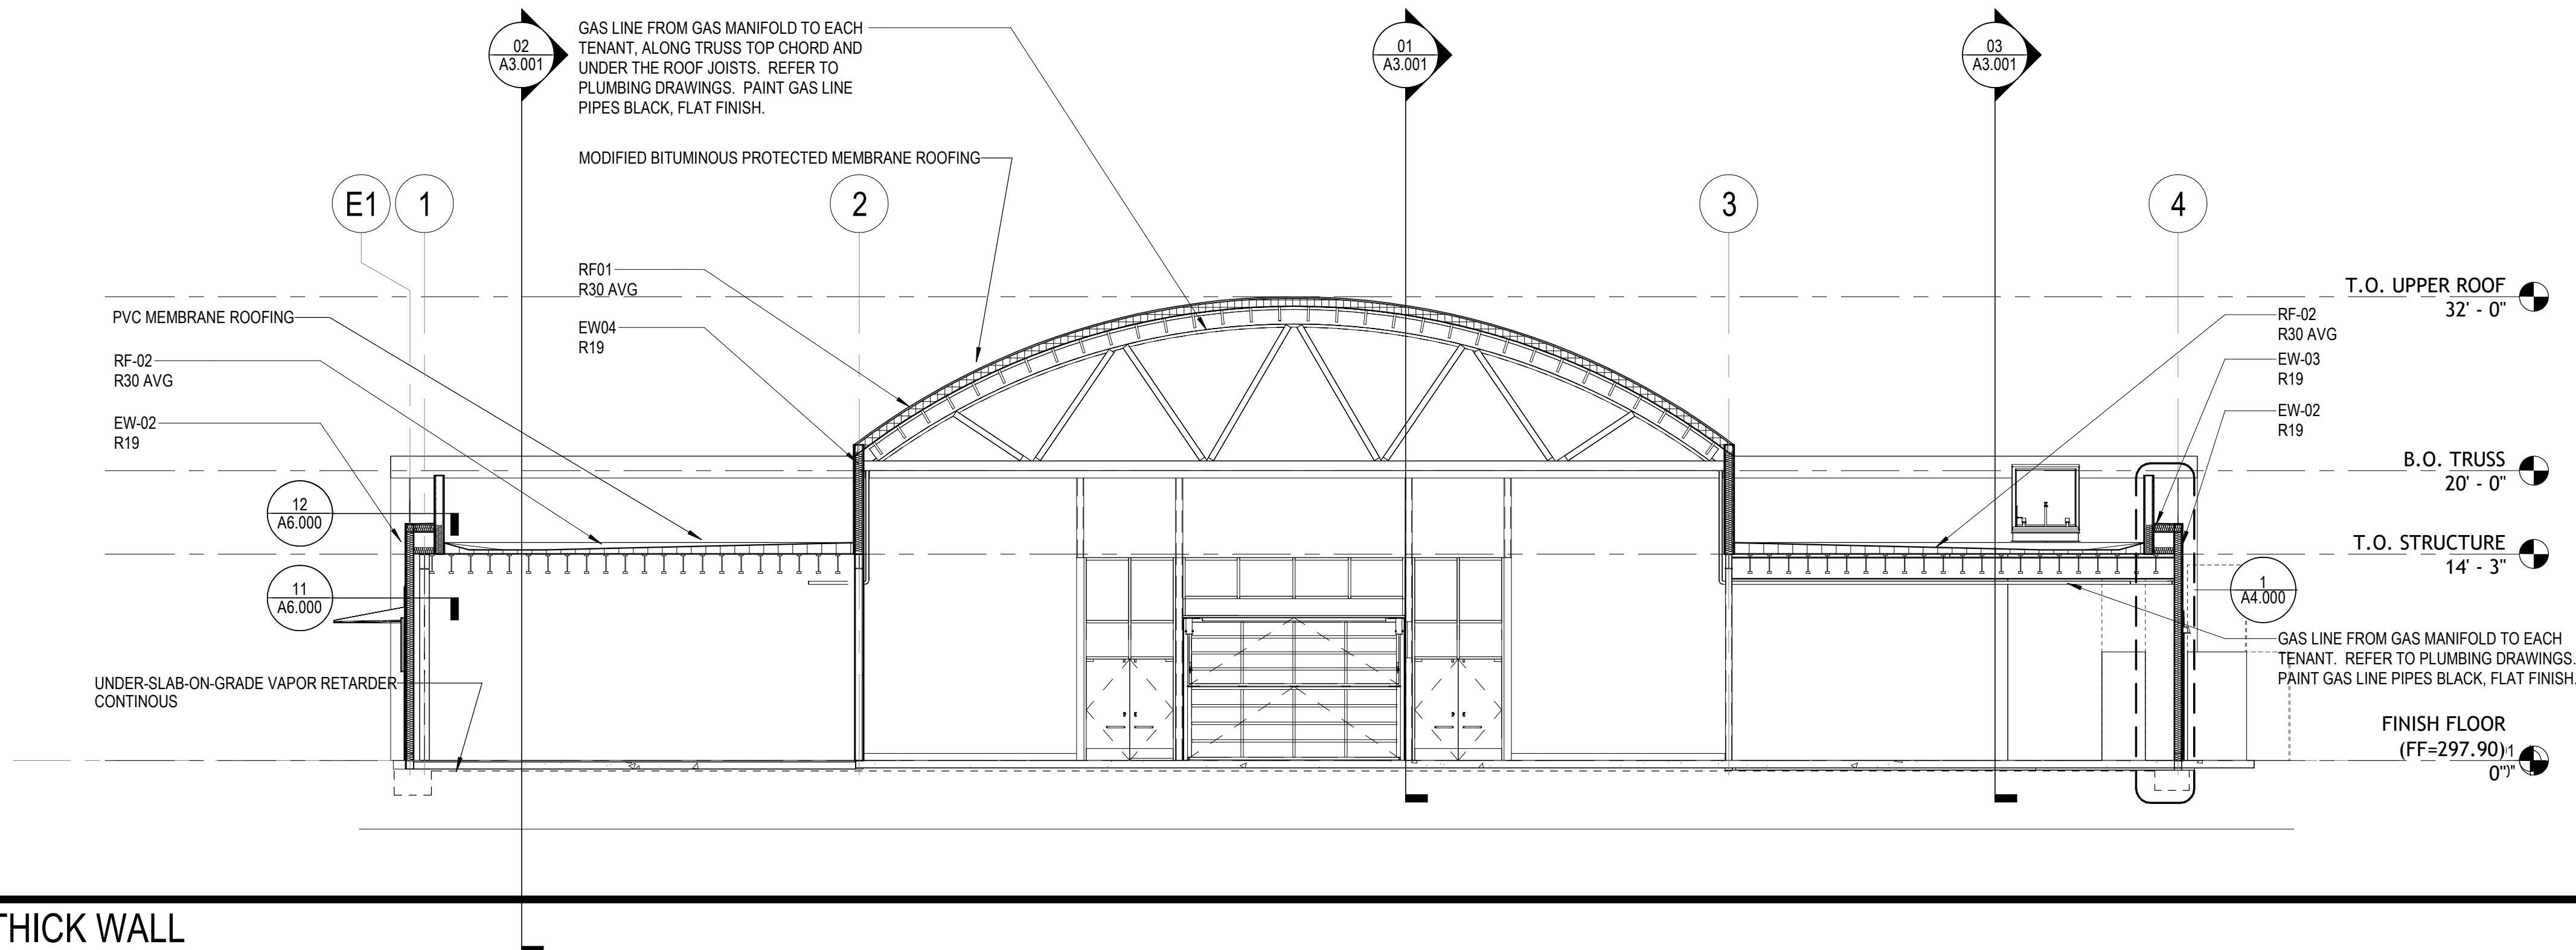 02
A3.001
GAS LINE FROM GAS MANIFOLD TO EACH
TENANT, ALONG TRUSS TOP CHORD AND
UNDER THE ROOF JOISTS. REFER TO
PLUMBING DRAWINGS. PAINT GAS LINE
PIPES BLACK, FLAT FINISH.
01
A3.001
03
A3.001
MODIFIED BITUMINOUS PROTECTED MEMBRANE ROOFING
E1
1
2
3
4
RF01
R30 AVG
EW04
R19
PVC MEMBRANE ROOFING
RF-02
R30 AVG
EW-02
R19
T.O. UPPER ROOF
32' - 0"
RF-02
R30 AVG
EW-03
R19
EW-02
R19
B.O. TRUSS
20' - 0"
12
A6.000
T.O. STRUCTURE
14' - 3"
11
A6.000
1
A4.000
GAS LINE FROM GAS MANIFOLD TO EACH
TENANT. REFER TO PLUMBING DRAWINGS.
PAINT GAS LINE PIPES BLACK, FLAT FINISH.
UNDER-SLAB-ON-GRADE VAPOR RETARDER
CONTINOUS
FINISH FLOOR
(FF=297.90)
0"
THICK WALL